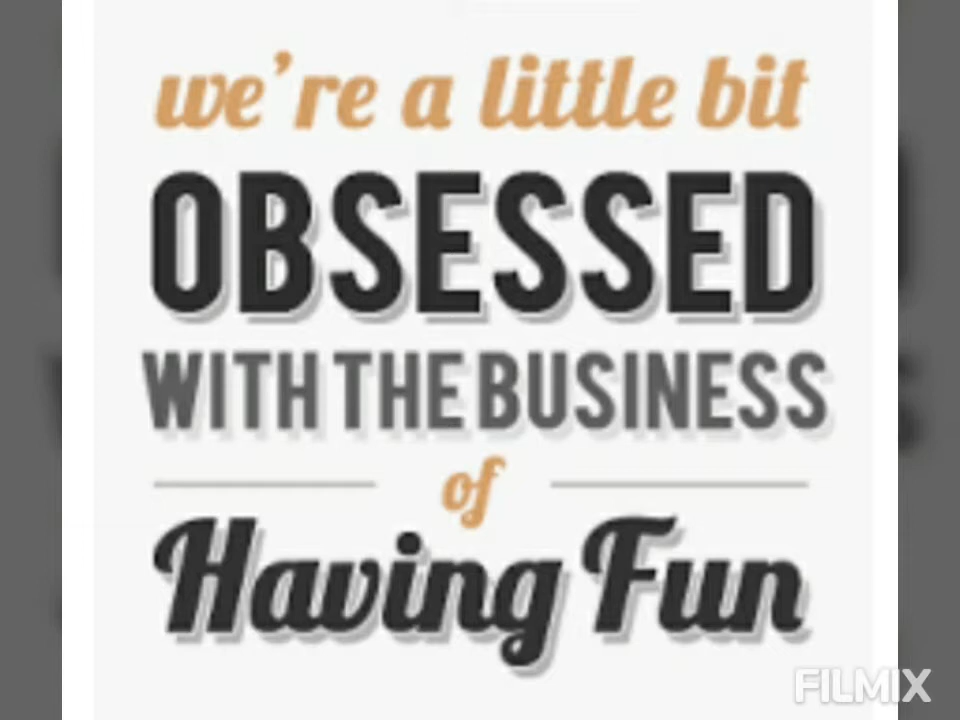 we're a little bit
OBSESSED
WITH THE BUSINESS
of
Having Fun
FILMIX